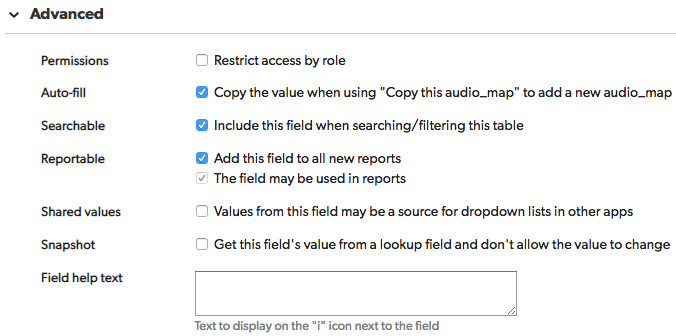 Advanced
Permissions Restrict access by role
Auto-fill Copy the value when using "Copy this audio_map" to add a new audio_map
Searchable Include this field when searching/filtering this table
Reportable Add this field to all new reports
The field may be used in reports
Shared values Values from this field may be a source for dropdown lists in other apps
Snapshot Get this field's value from a lookup field and don't allow the value to change
Field help text
Text to display on the "i" icon next to the field